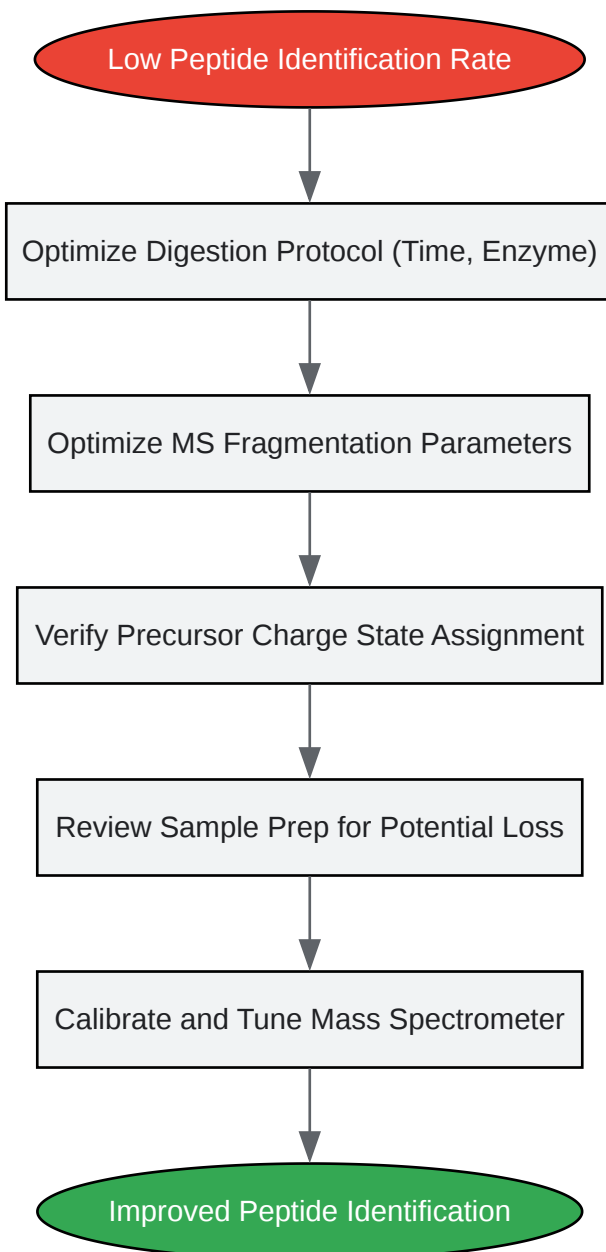 Low Peptide Identification Rate
Optimize Digestion Protocol (Time, Enzyme)
Optimize MS Fragmentation Parameters
Verify Precursor Charge State Assignment
Review Sample Prep for Potential Loss
Calibrate and Tune Mass Spectrometer
Improved Peptide Identification